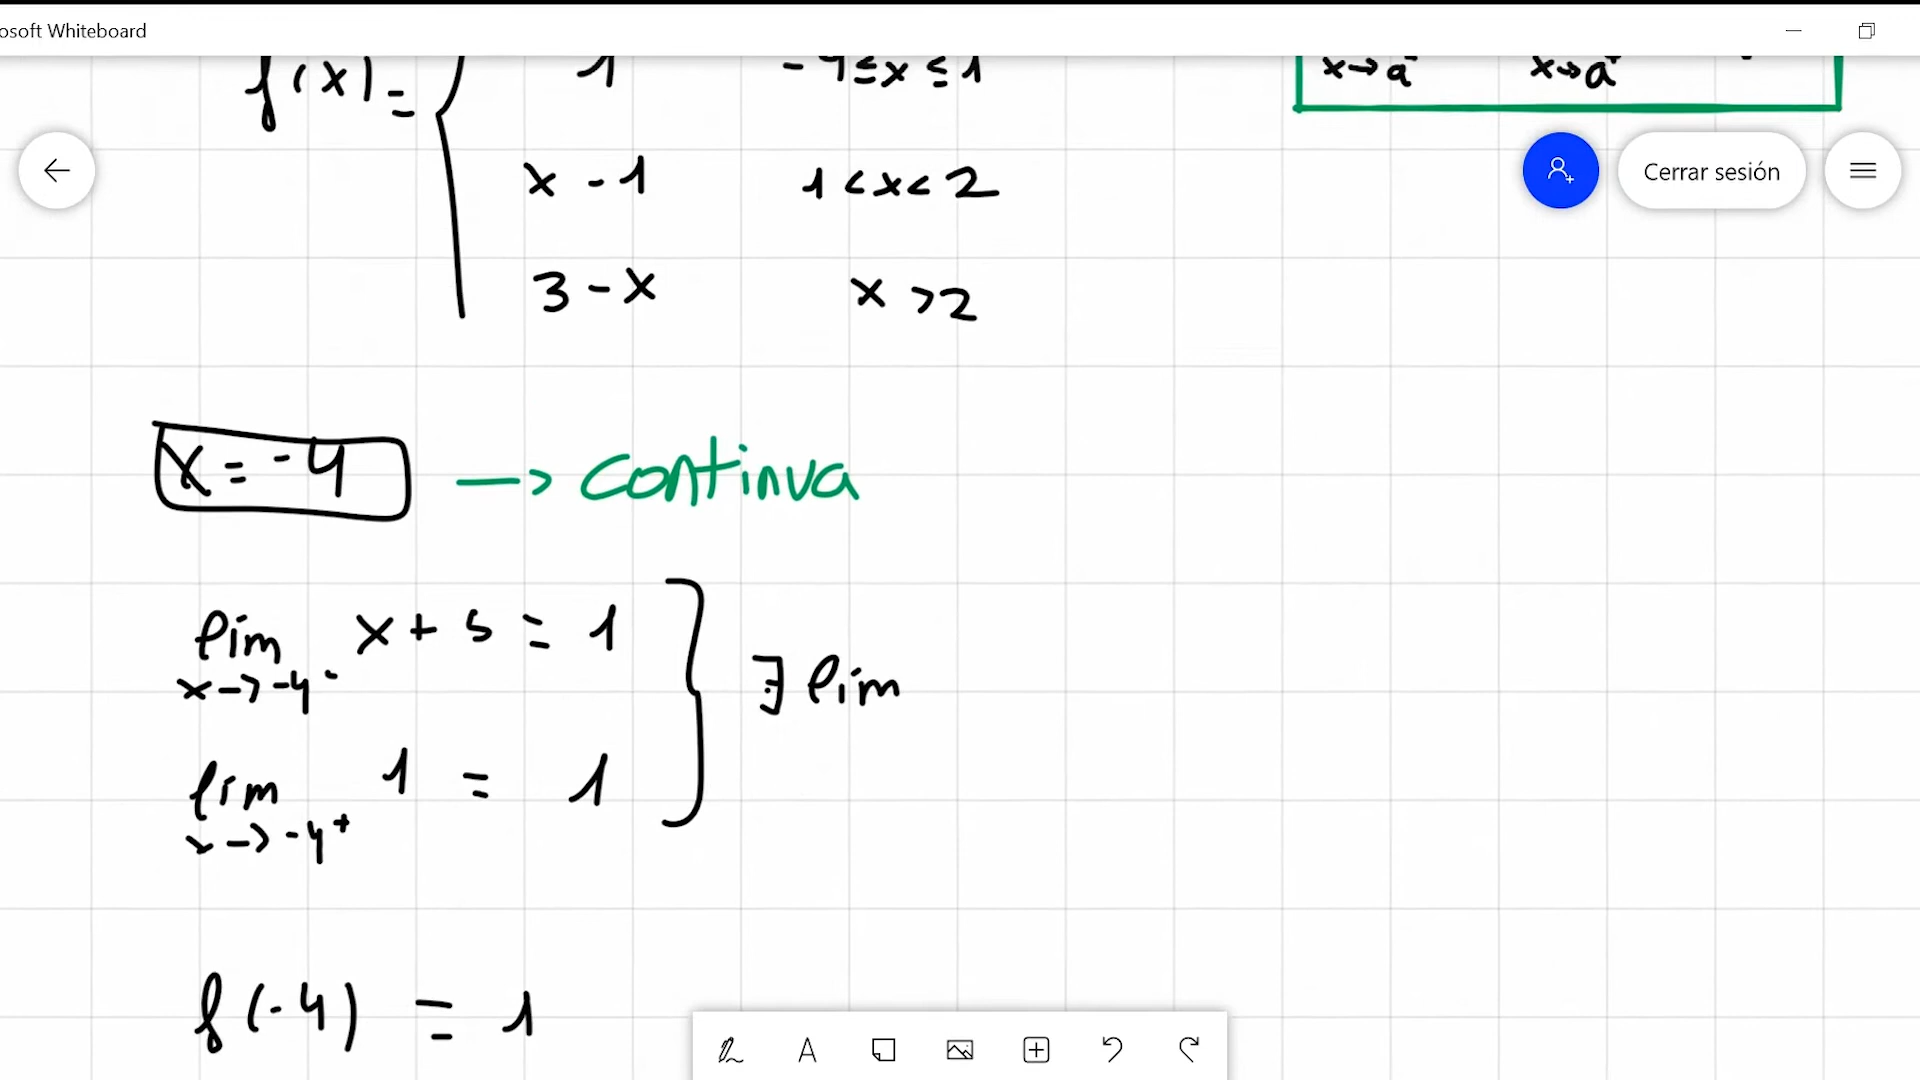 osoft Whiteboard
f(x) = { 1 -4≤x≤1
x→a⁻ x→a⁺
x - 1 1<x<2
Cerrar sesión
3 - x x>2
x = -4 → continua
lim x→-4⁻ x + 5 = 1
∃ lim
lim x→-4⁺ 1 = 1
f(-4) = 1
A